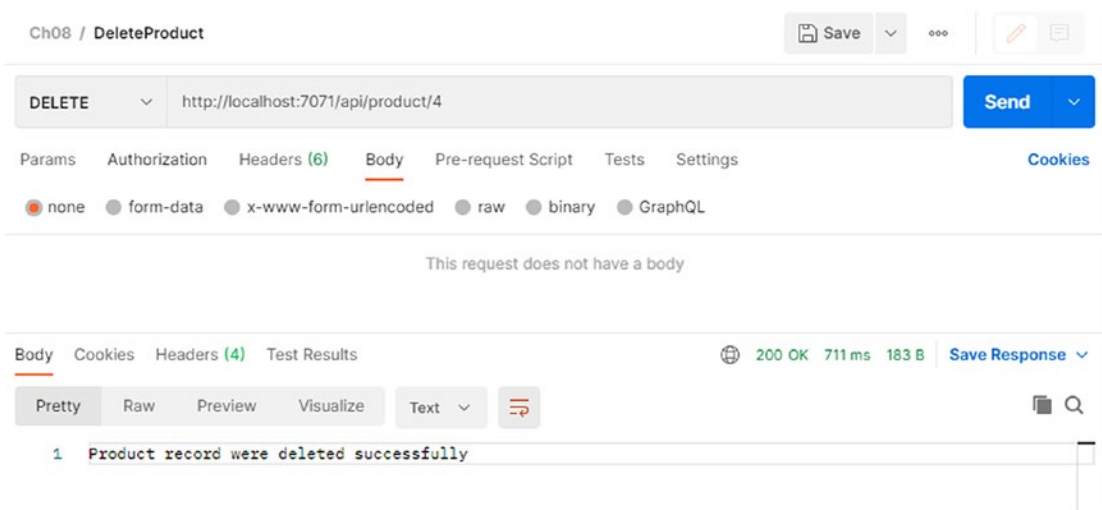 Ch08 / DeleteProduct Save ooo
DELETE http://localhost:7071/api/product/4 Send
Params Authorization Headers (6) Body Pre-request Script Tests Settings Cookies
none form-data x-www-form-urlencoded raw binary GraphQL
This request does not have a body
Body Cookies Headers (4) Test Results 200 OK 711 ms 183 B Save Response
Pretty Raw Preview Visualize Text
1 Product record were deleted successfully